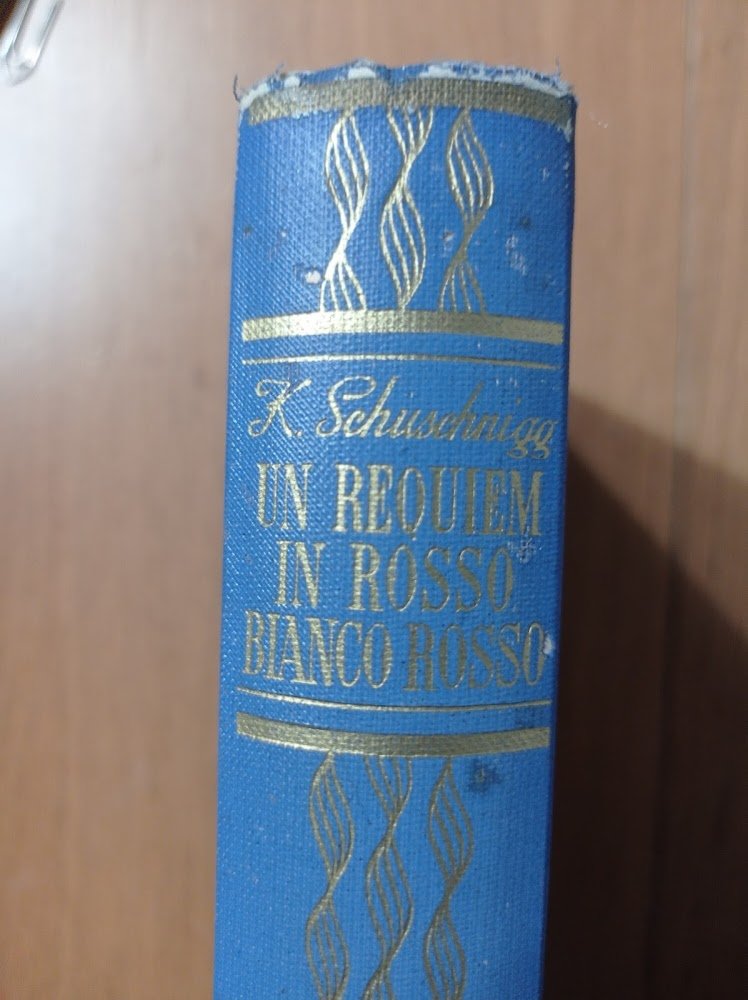 K. Schuschnigg
UN REQUIEM
IN ROSSO
BIANCO ROSSO